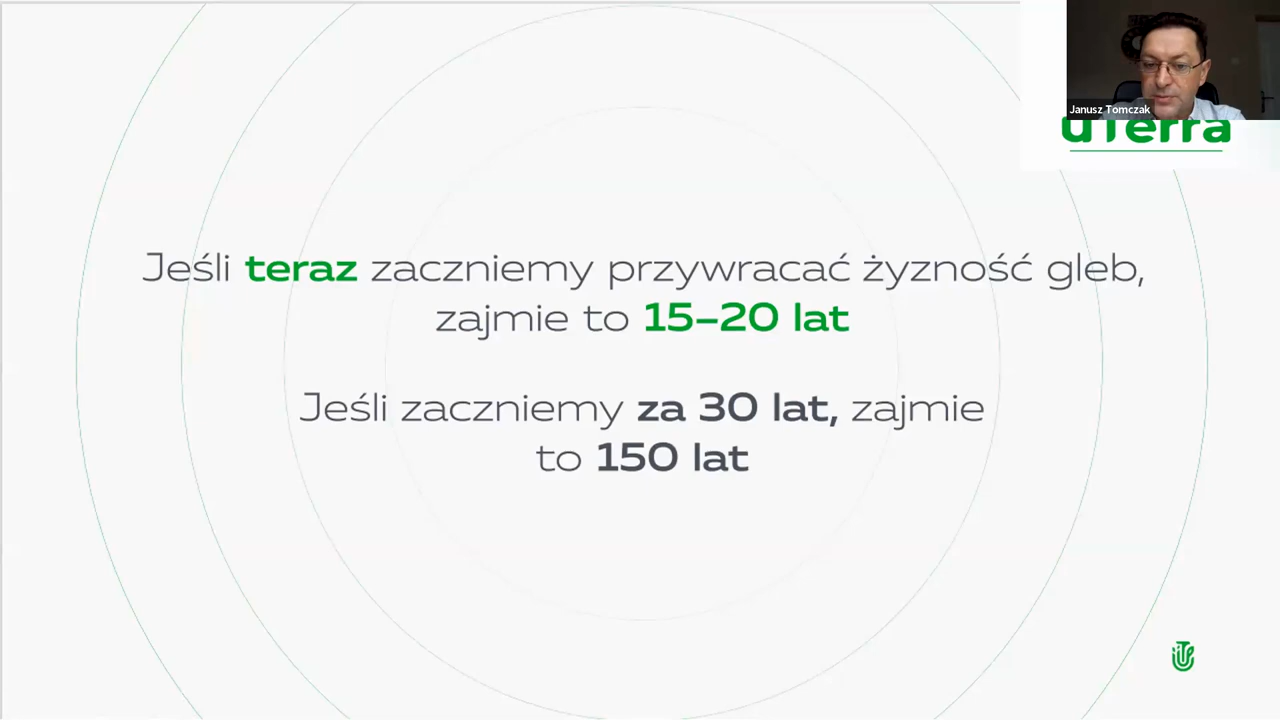 Janusz Tomczak
uTerra
Jeśli teraz zaczniemy przywracać żyzność gleb,
zajmie to 15–20 lat
Jeśli zaczniemy za 30 lat, zajmie
to 150 lat